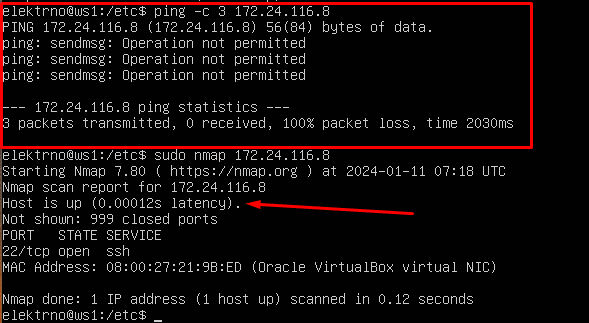 elektrno@ws1:/etc$ ping -c 3 172.24.116.8
PING 172.24.116.8 (172.24.116.8) 56(84) bytes of data.
ping: sendmsg: Operation not permitted
ping: sendmsg: Operation not permitted
ping: sendmsg: Operation not permitted
--- 172.24.116.8 ping statistics ---
3 packets transmitted, 0 received, 100% packet loss, time 2030ms
elektrno@ws1:/etc$ sudo nmap 172.24.116.8
Starting Nmap 7.80 ( https://nmap.org ) at 2024-01-11 07:18 UTC
Nmap scan report for 172.24.116.8
Host is up (0.00012s latency).
Not shown: 999 closed ports
PORT   STATE SERVICE
22/tcp open  ssh
MAC Address: 08:00:27:21:9B:ED (Oracle VirtualBox virtual NIC)
Nmap done: 1 IP address (1 host up) scanned in 0.12 seconds
elektrno@ws1:/etc$ _